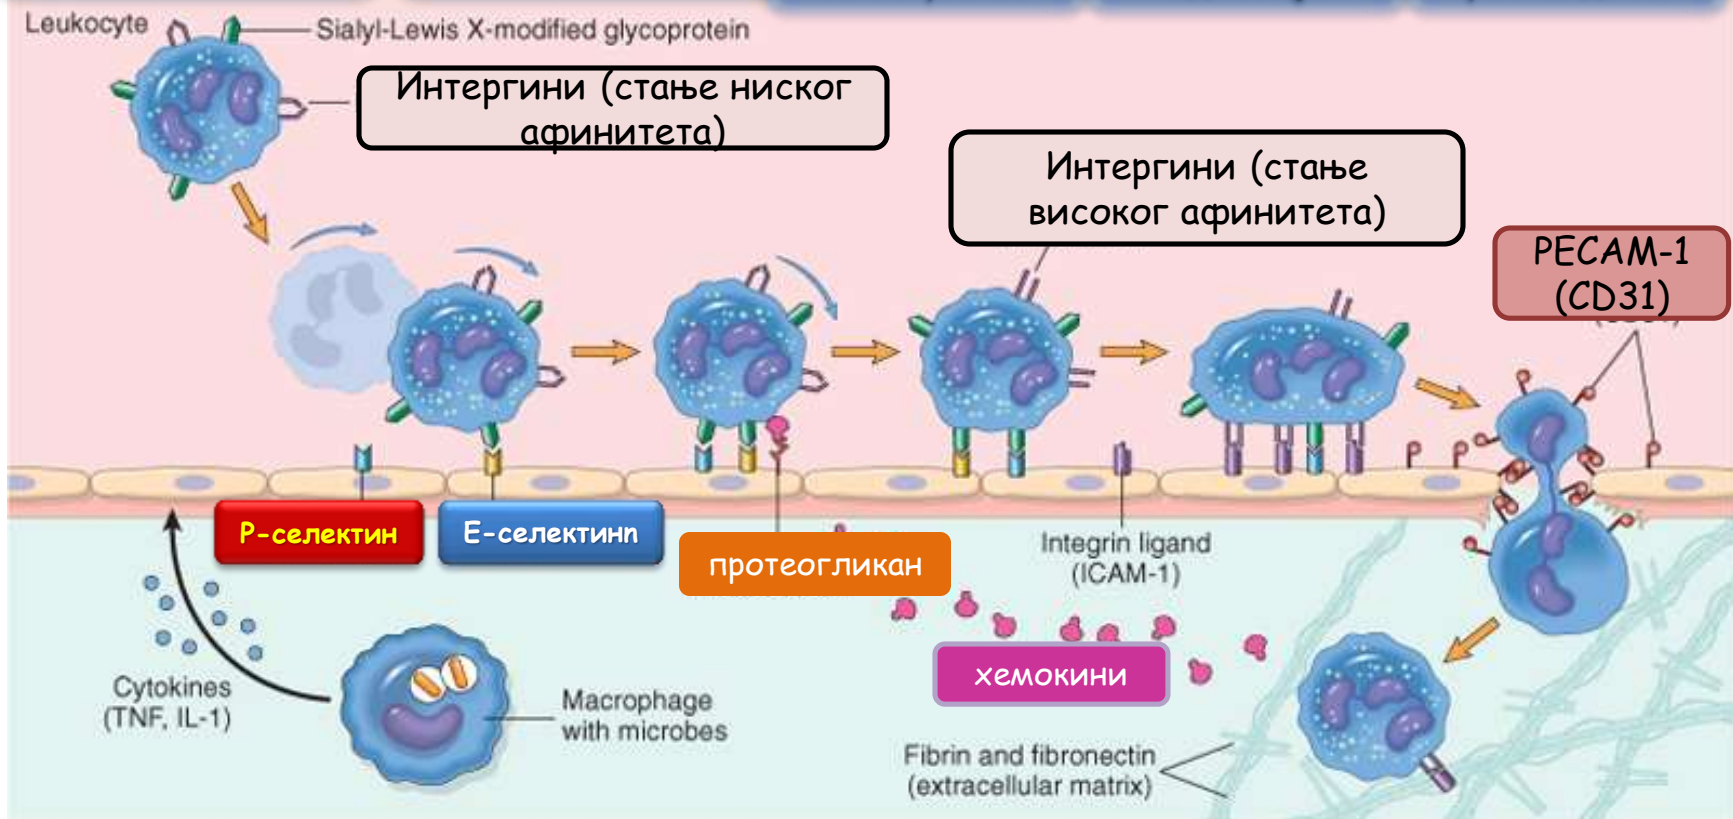 Leukocyte
Sialyl-Lewis X-modified glycoprotein
Интергини (стање ниског
афинитета)
Интергини (стање
високог афинитета)
PECAM-1
(CD31)
Р-селектин
Е-селектинn
протеогликан
Integrin ligand
(ICAM-1)
хемокини
Cytokines
(TNF, IL-1)
Macrophage
with microbes
Fibrin and fibronectin
(extracellular matrix)